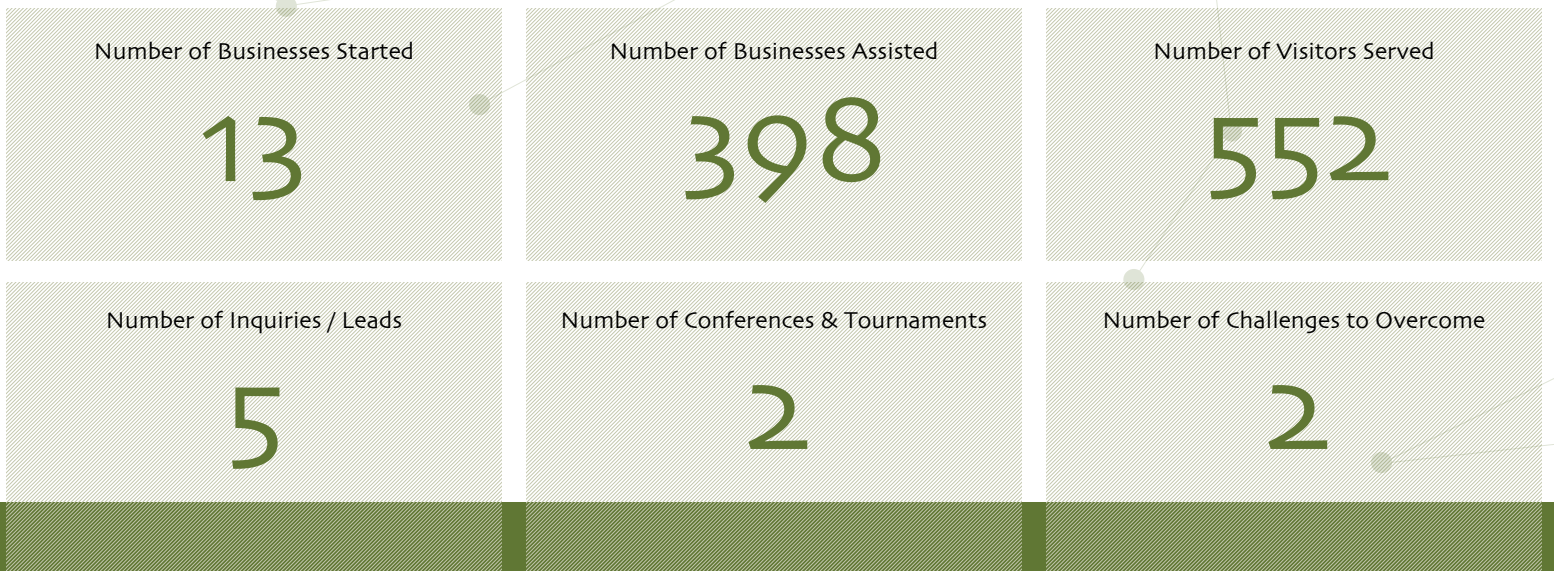 Number of Businesses Started
13
Number of Businesses Assisted
398
Number of Visitors Served
552
Number of Inquiries / Leads
5
Number of Conferences & Tournaments
2
Number of Challenges to Overcome
2